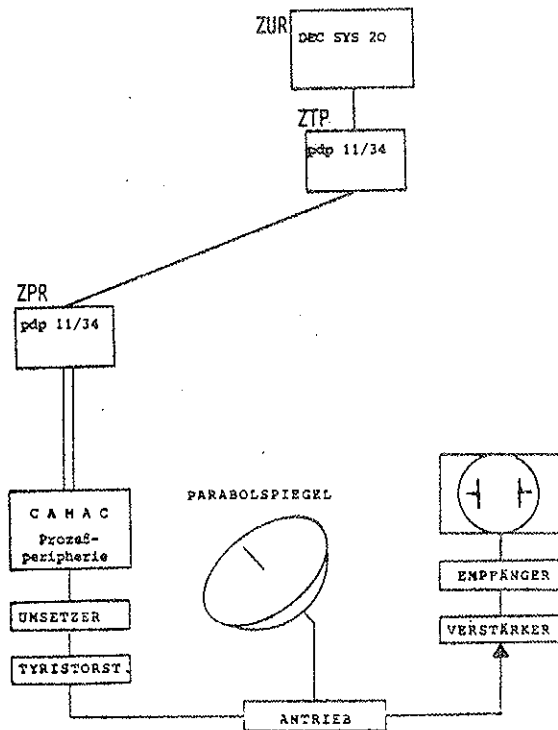 ZUR
DEC SYS 20
ZTP
pdp 11/34
ZPR
pdp 11/34
CAMAC
Prozeß-
peripherie
PARABOLSPIEGEL
EMPFÄNGER
UMSETZER
VERSTÄRKER
TYRISTORST.
ANTRIEB